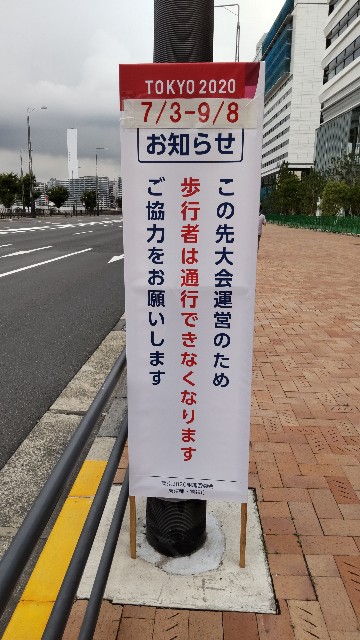 TOKYO 2020
7/3-9/8
お知らせ
この先大会運営のため
歩行者は通行できなくなります
ご協力をお願いします